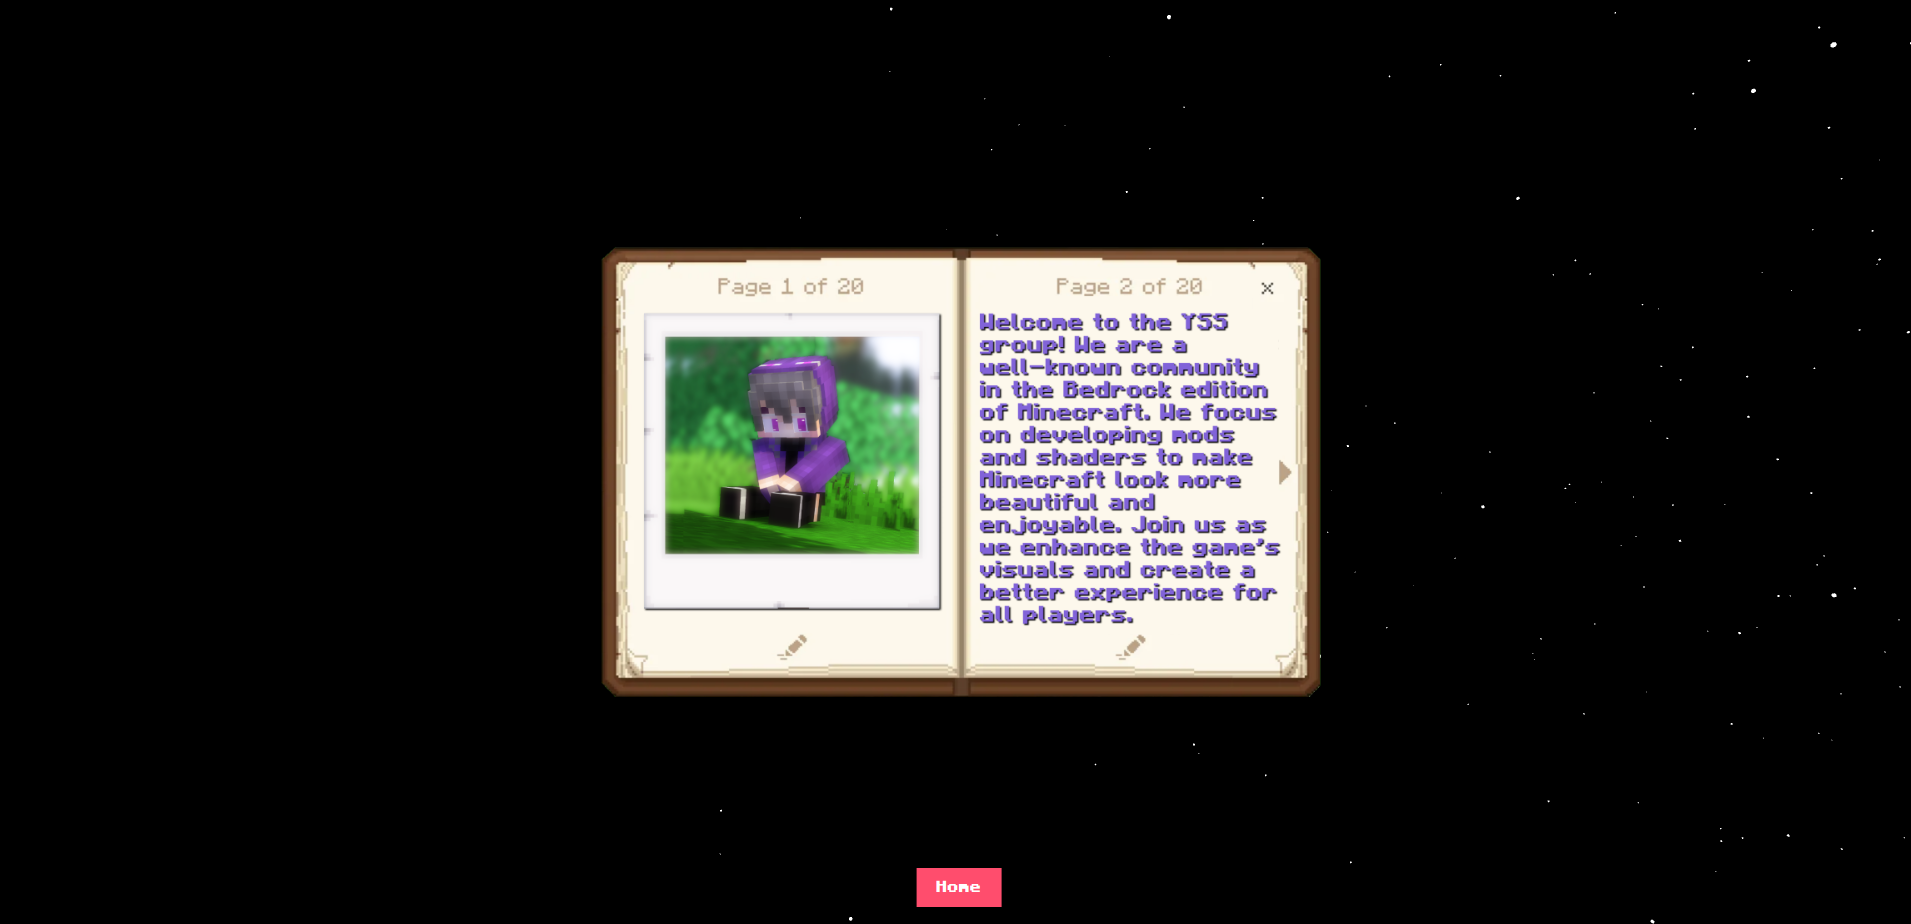 Page 1 of 20
Page 2 of 20
Welcome to the YSS
group! We are a
well-known community
in the Bedrock edition
of Minecraft. We focus
on developing mods
and shaders to make
Minecraft look more
beautiful and
enjoyable. Join us as
we enhance the game's
visuals and create a
better experience for
all players.
Home